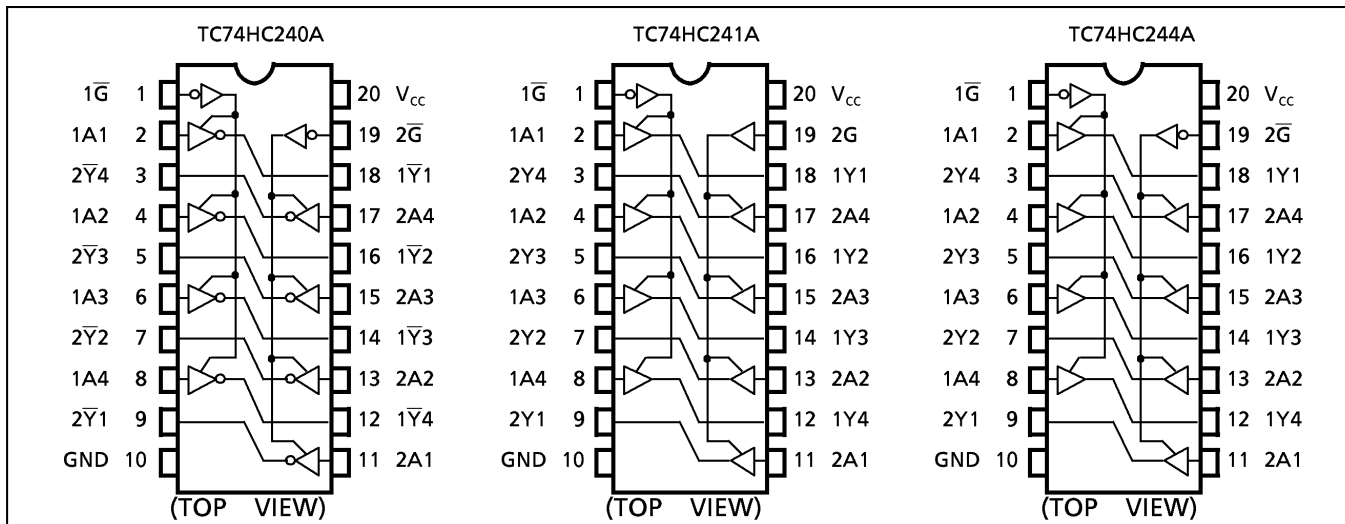 TC74HC240A
1G̅ 1 20 V_CC
1A1 2 19 2G̅
2Y̅4 3 18 1Y̅1
1A2 4 17 2A4
2Y̅3 5 16 1Y̅2
1A3 6 15 2A3
2Y̅2 7 14 1Y̅3
1A4 8 13 2A2
2Y̅1 9 12 1Y̅4
GND 10 11 2A1
(TOP VIEW)
TC74HC241A
1G̅ 1 20 V_CC
1A1 2 19 2G
2Y4 3 18 1Y1
1A2 4 17 2A4
2Y3 5 16 1Y2
1A3 6 15 2A3
2Y2 7 14 1Y3
1A4 8 13 2A2
2Y1 9 12 1Y4
GND 10 11 2A1
(TOP VIEW)
TC74HC244A
1G̅ 1 20 V_CC
1A1 2 19 2G̅
2Y4 3 18 1Y1
1A2 4 17 2A4
2Y3 5 16 1Y2
1A3 6 15 2A3
2Y2 7 14 1Y3
1A4 8 13 2A2
2Y1 9 12 1Y4
GND 10 11 2A1
(TOP VIEW)